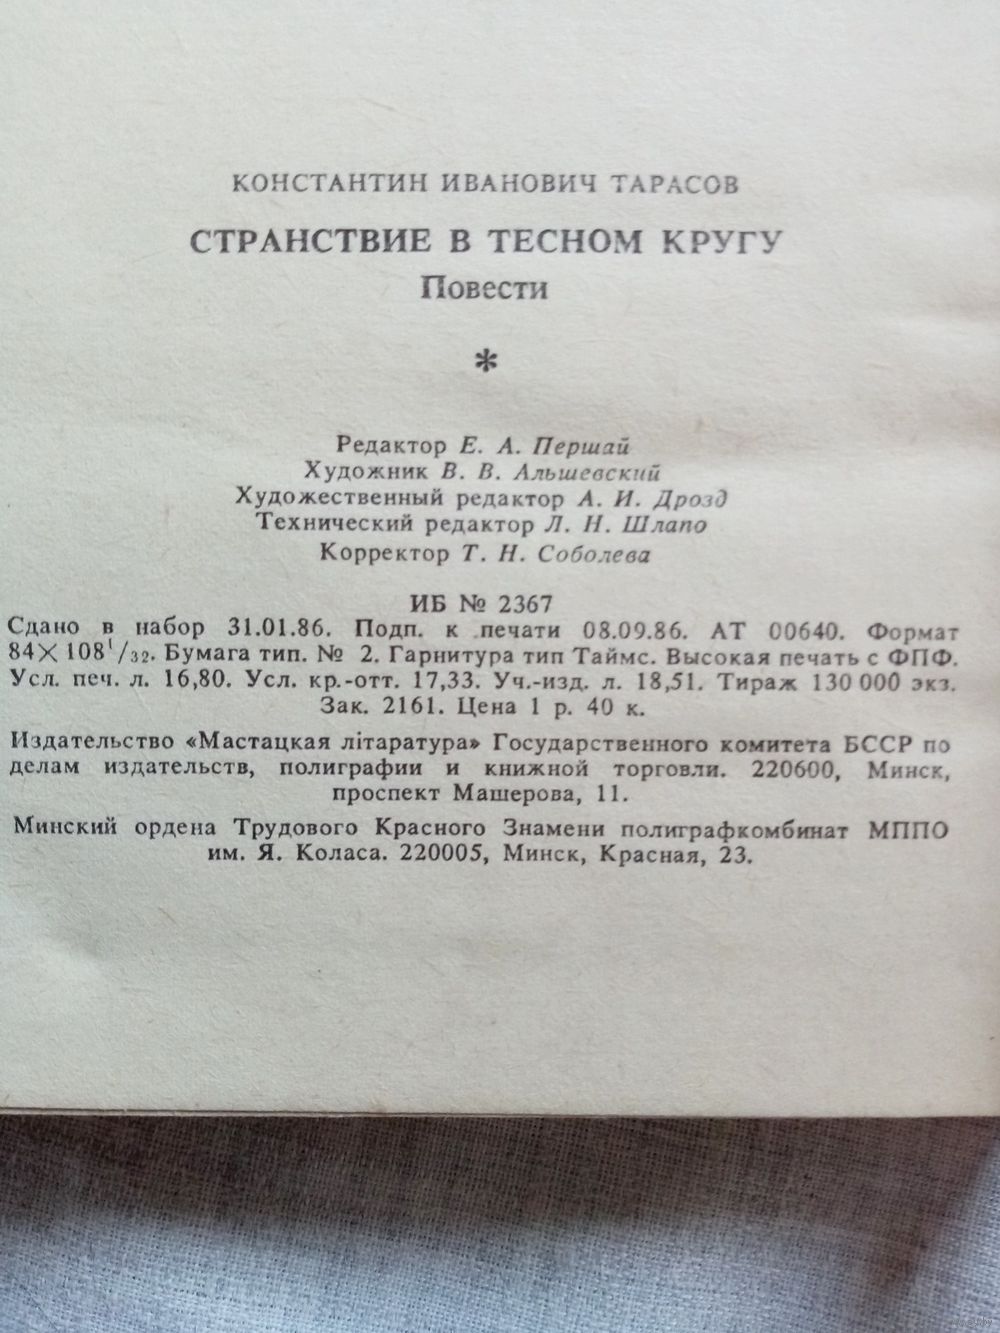 КОНСТАНТИН ИВАНОВИЧ ТАРАСОВ
СТРАНСТВИЕ В ТЕСНОМ КРУГУ
Повести
*
Редактор Е. А. Першай
Художник В. В. Альшевский
Художественный редактор А. И. Дрозд
Технический редактор Л. Н. Шлапо
Корректор Т. Н. Соболева
ИБ № 2367
Сдано в набор 31.01.86. Подп. к печати 08.09.86. АТ 00640. Формат
84×108¹/₃₂. Бумага тип. № 2. Гарнитура тип Таймс. Высокая печать с ФПФ.
Усл. печ. л. 16,80. Усл. кр.-отт. 17,33. Уч.-изд. л. 18,51. Тираж 130 000 экз.
Зак. 2161. Цена 1 р. 40 к.
Издательство «Мастацкая літаратура» Государственного комитета БССР по
делам издательств, полиграфии и книжной торговли. 220600, Минск,
проспект Машерова, 11.
Минский ордена Трудового Красного Знамени полиграфкомбинат МППО
им. Я. Коласа. 220005, Минск, Красная, 23.